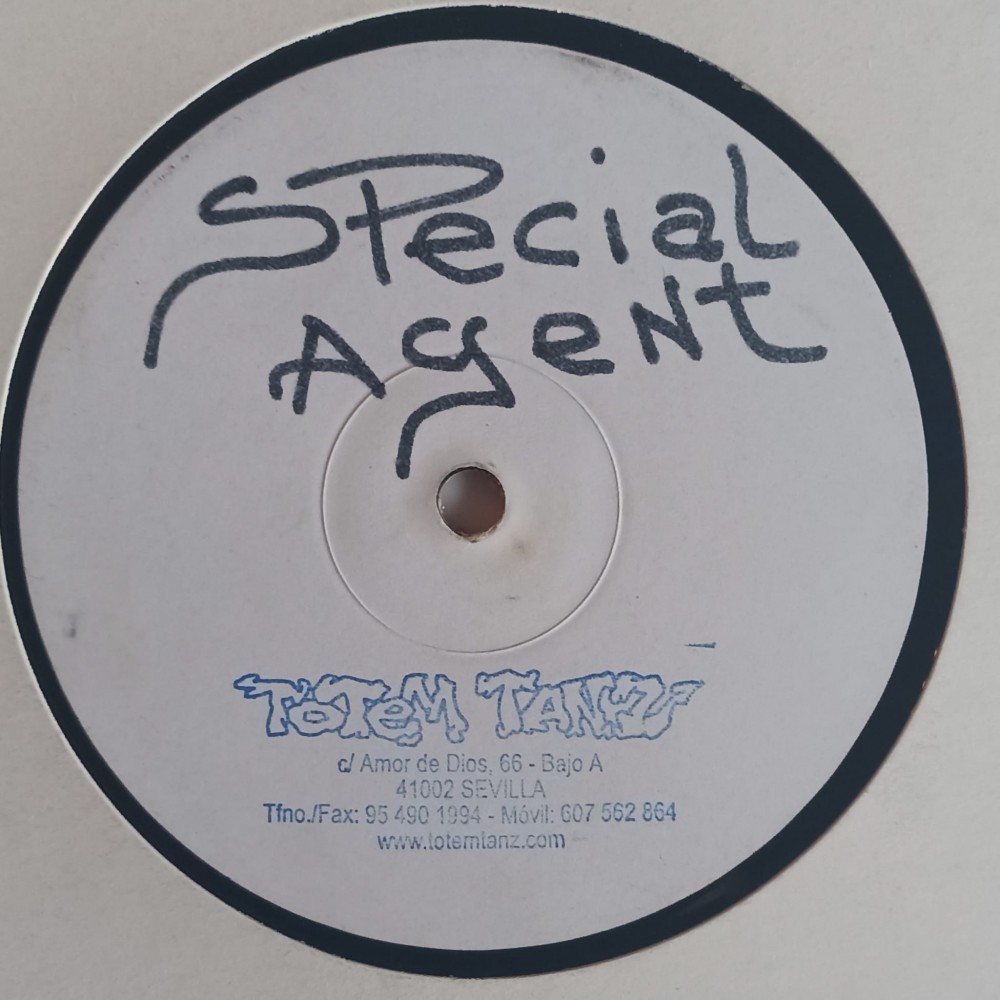 SPecial
AgeNt
TOTEM TANZ
c/ Amor de Dios, 66 - Bajo A
41002 SEVILLA
Tfno./Fax: 95 490 1994 - Móvil: 607 562 864
www.totemtanz.com